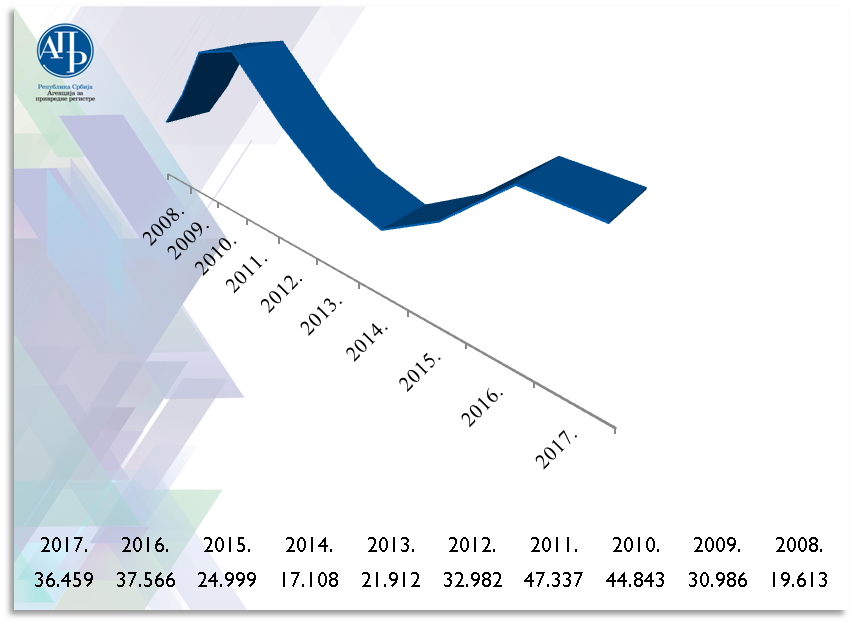 АПР
Република Србија
Агенција за
привредне регистре
2008.
2009.
2010.
2011.
2012.
2013.
2014.
2015.
2016.
2017.
2017. 2016. 2015. 2014. 2013. 2012. 2011. 2010. 2009. 2008.
36.459 37.566 24.999 17.108 21.912 32.982 47.337 44.843 30.986 19.613